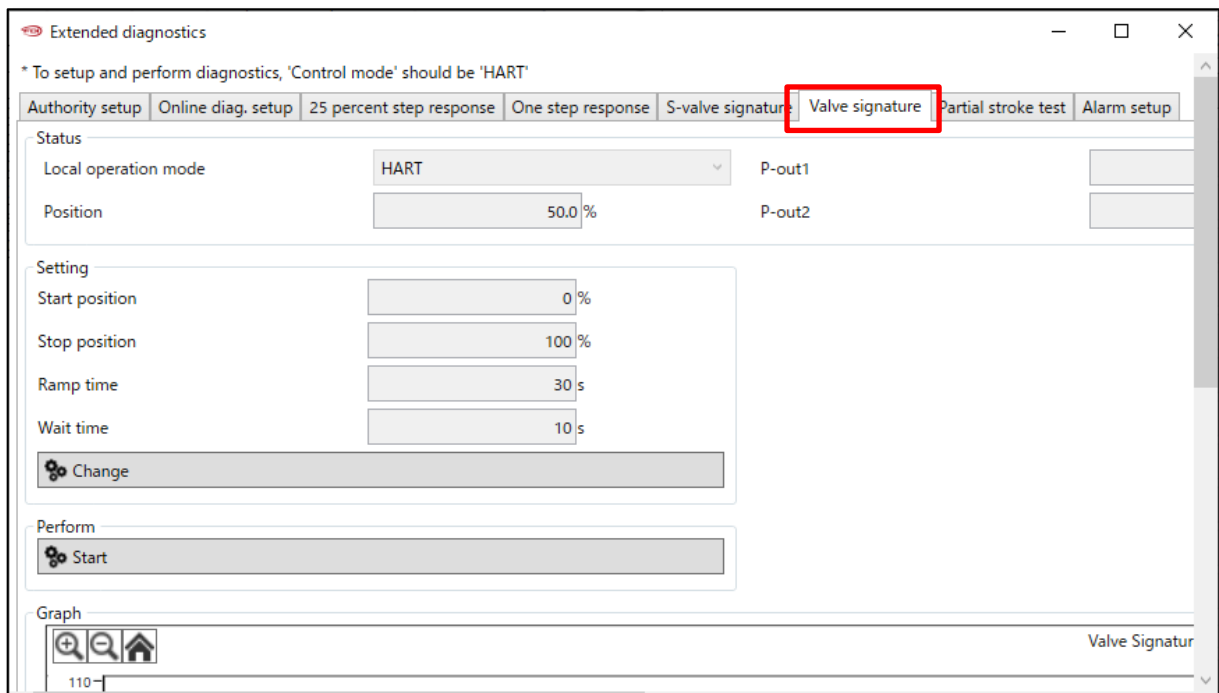 Extended diagnostics
* To setup and perform diagnostics, 'Control mode' should be 'HART'
Authority setup Online diag. setup 25 percent step response One step response S-valve signature Valve signature Partial stroke test Alarm setup
Status
Local operation mode HART P-out1
Position 50.0 % P-out2
Setting
Start position 0 %
Stop position 100 %
Ramp time 30 s
Wait time 10 s
Change
Perform
Start
Graph
Valve Signatur
110